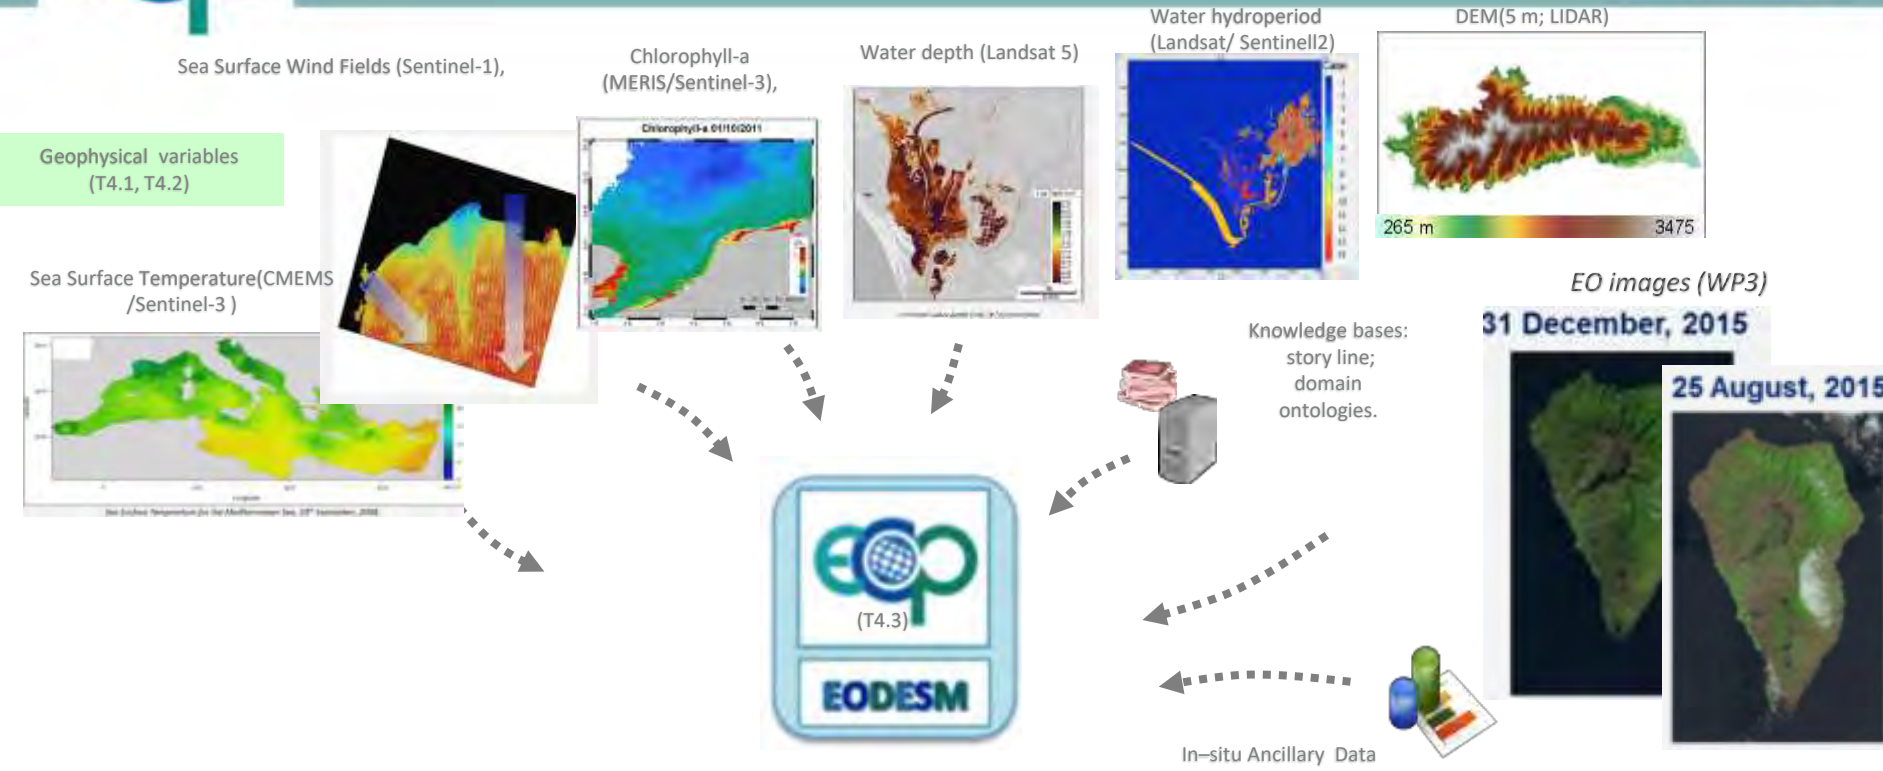 Water hydroperiod
(Landsat/ Sentinell2)
DEM(5 m; LIDAR)
Sea Surface Wind Fields (Sentinel-1),
Chlorophyll-a
(MERIS/Sentinel-3),
Water depth (Landsat 5)
Chlorophyll-a 01/10/2011
Geophysical variables
(T4.1, T4.2)
265 m
3475
Sea Surface Temperature(CMEMS
/Sentinel-3 )
EO images (WP3)
31 December, 2015
25 August, 2015
Knowledge bases:
story line;
domain
ontologies.
ecp
(T4.3)
EODESM
In–situ Ancillary Data